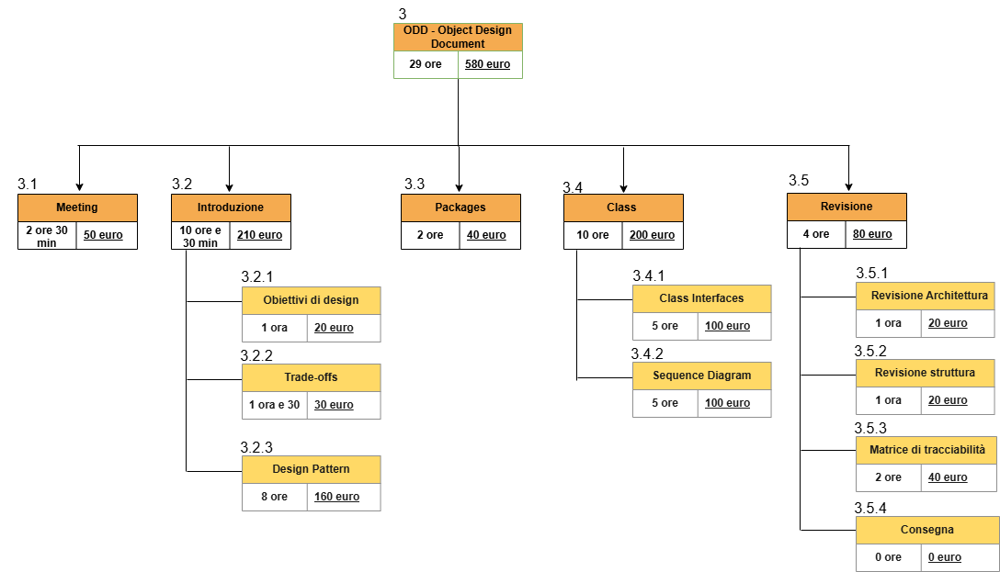 3
ODD - Object Design
Document
29 ore
580 euro
3.1
Meeting
2 ore 30
min
50 euro
3.2
Introduzione
10 ore e
30 min
210 euro
3.2.1
Obiettivi di design
1 ora
20 euro
3.2.2
Trade-offs
1 ora e 30
30 euro
3.2.3
Design Pattern
8 ore
160 euro
3.3
Packages
2 ore
40 euro
3.4
Class
10 ore
200 euro
3.4.1
Class Interfaces
5 ore
100 euro
3.4.2
Sequence Diagram
5 ore
100 euro
3.5
Revisione
4 ore
80 euro
3.5.1
Revisione Architettura
1 ora
20 euro
3.5.2
Revisione struttura
1 ora
20 euro
3.5.3
Matrice di tracciabilità
2 ore
40 euro
3.5.4
Consegna
0 ore
0 euro